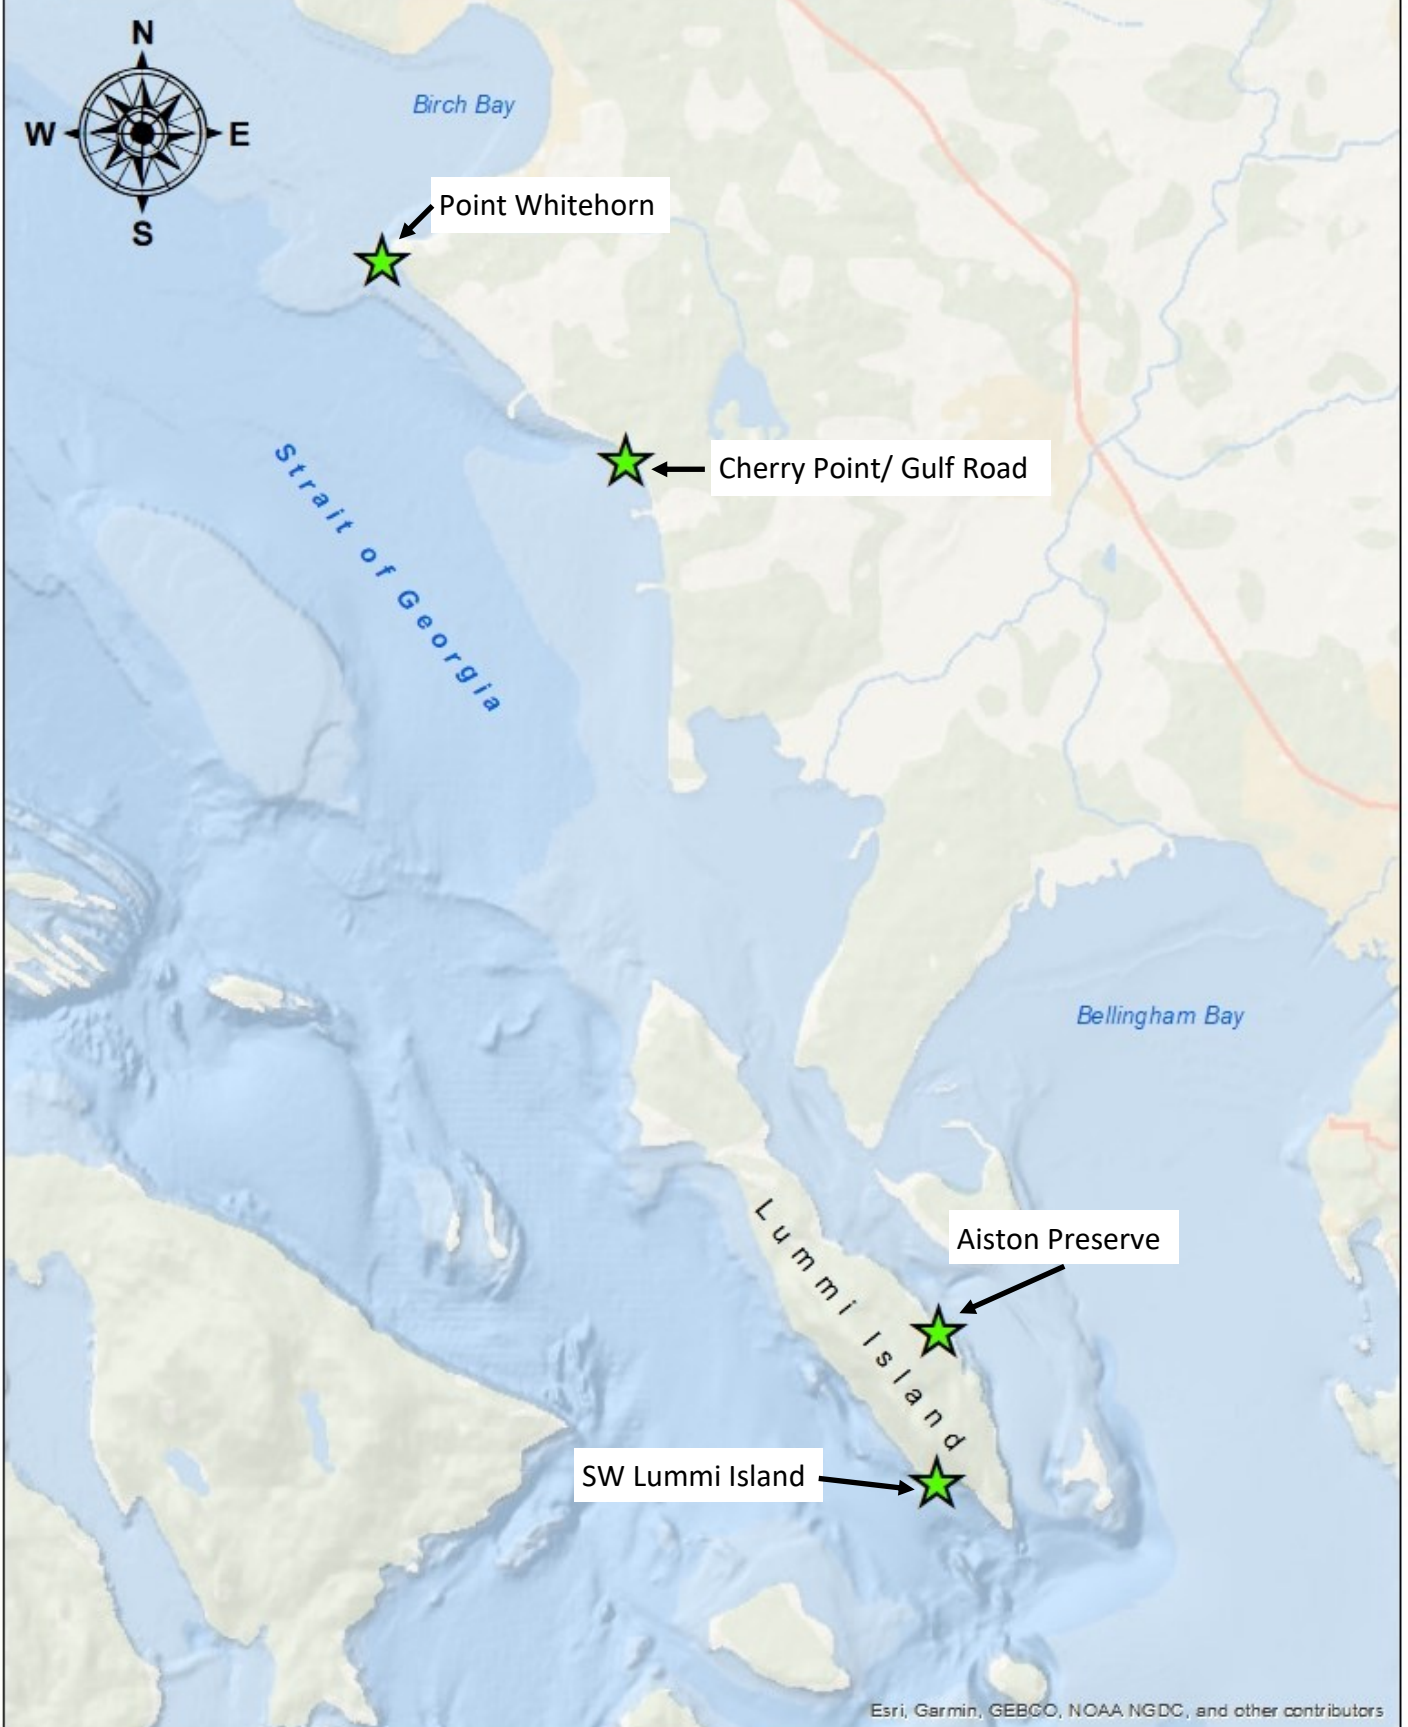 N
Birch Bay
W
E
Point Whitehorn
S
Cherry Point/ Gulf Road
Strait of Georgia
Bellingham Bay
Lummi Island
Aiston Preserve
SW Lummi Island
Esri, Garmin, GEBCO, NOAA NGDC, and other contributors